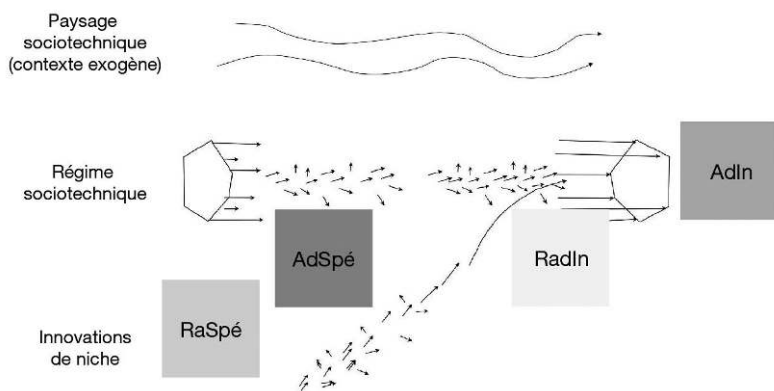 Paysage
sociotechnique
(contexte exogène)
Régime
sociotechnique
AdIn
AdSpé
RadIn
RaSpé
Innovations
de niche